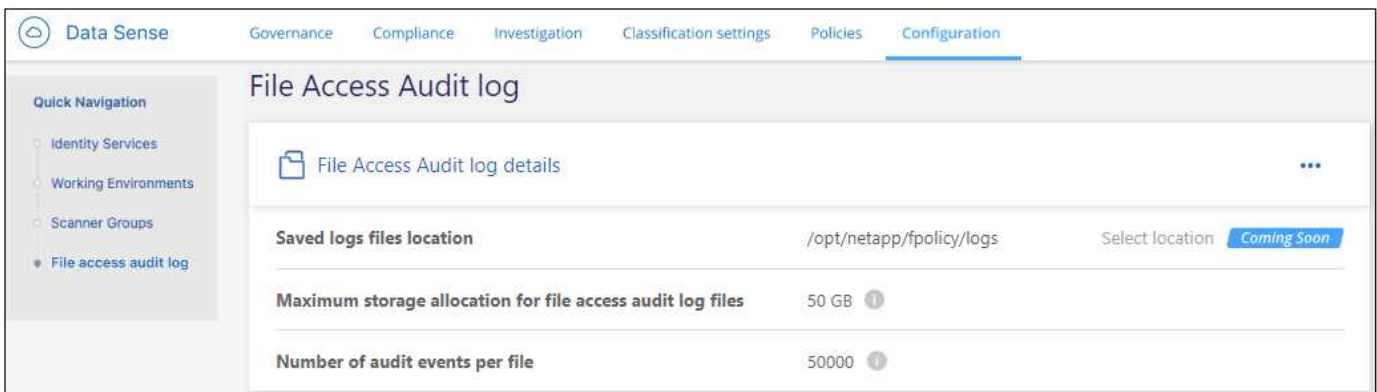 Data Sense Governance Compliance Investigation Classification settings Policies Configuration
Quick Navigation
Identity Services
Working Environments
Scanner Groups
File access audit log
File Access Audit log
File Access Audit log details
Saved logs files location /opt/netapp/fpolicy/logs Select location Coming Soon
Maximum storage allocation for file access audit log files 50 GB
Number of audit events per file 50000